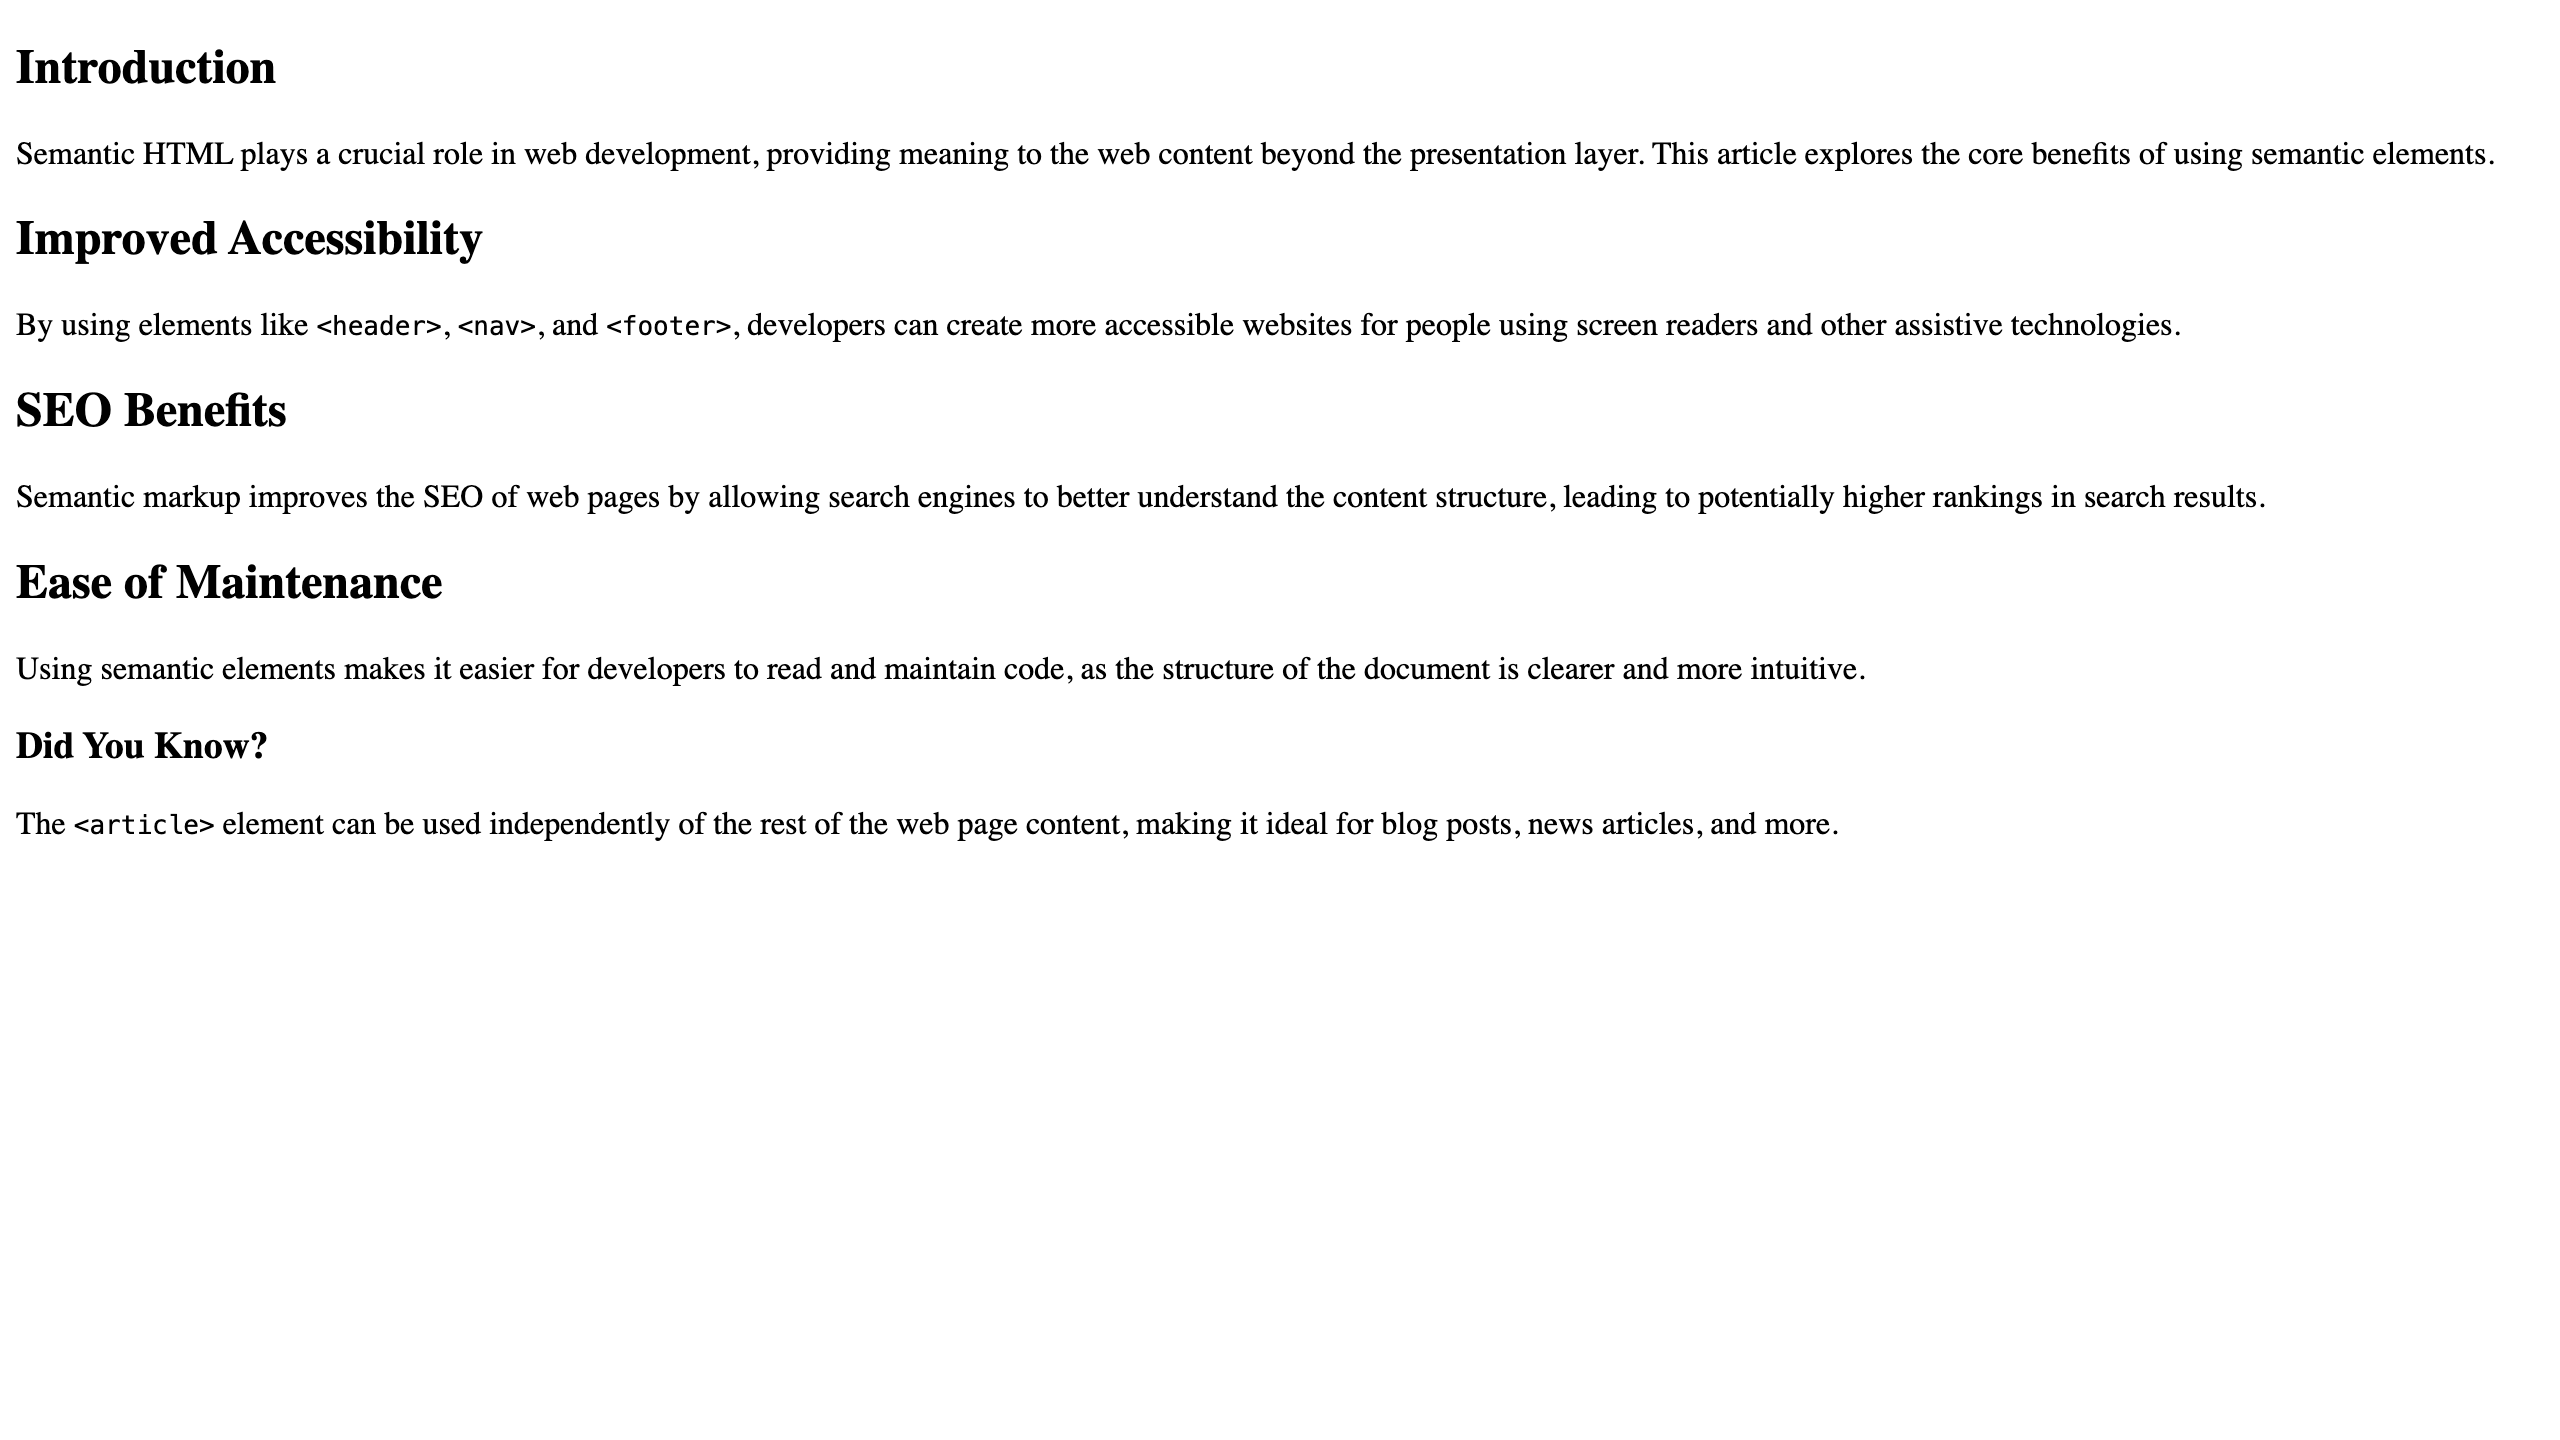 Introduction
Semantic HTML plays a crucial role in web development, providing meaning to the web content beyond the presentation layer. This article explores the core benefits of using semantic elements.
Improved Accessibility
By using elements like <header>, <nav>, and <footer>, developers can create more accessible websites for people using screen readers and other assistive technologies.
SEO Benefits
Semantic markup improves the SEO of web pages by allowing search engines to better understand the content structure, leading to potentially higher rankings in search results.
Ease of Maintenance
Using semantic elements makes it easier for developers to read and maintain code, as the structure of the document is clearer and more intuitive.
Did You Know?
The <article> element can be used independently of the rest of the web page content, making it ideal for blog posts, news articles, and more.